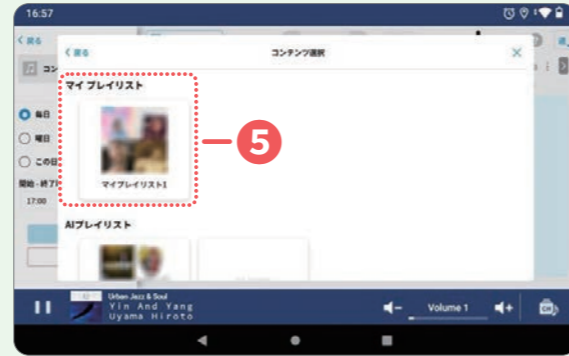 16:57
戻る
戻る
コンテンツ選択
マイ プレイリスト
毎日
曜日
この日
5
マイプレイリスト1
開始-終了
17:00
AIプレイリスト
Urban Jazz & Soul
Yin And Yang
Uyama Hiroto
Volume 1